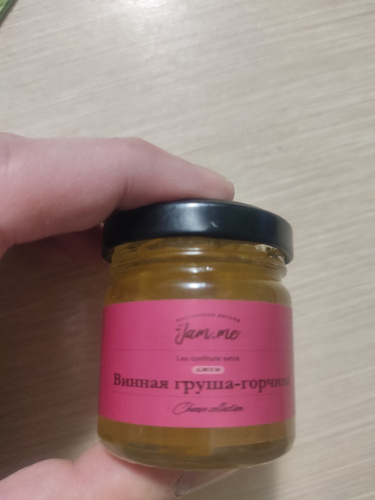 Jam.me
Les confiture extra
Винная груша-горчица
Cheese collection